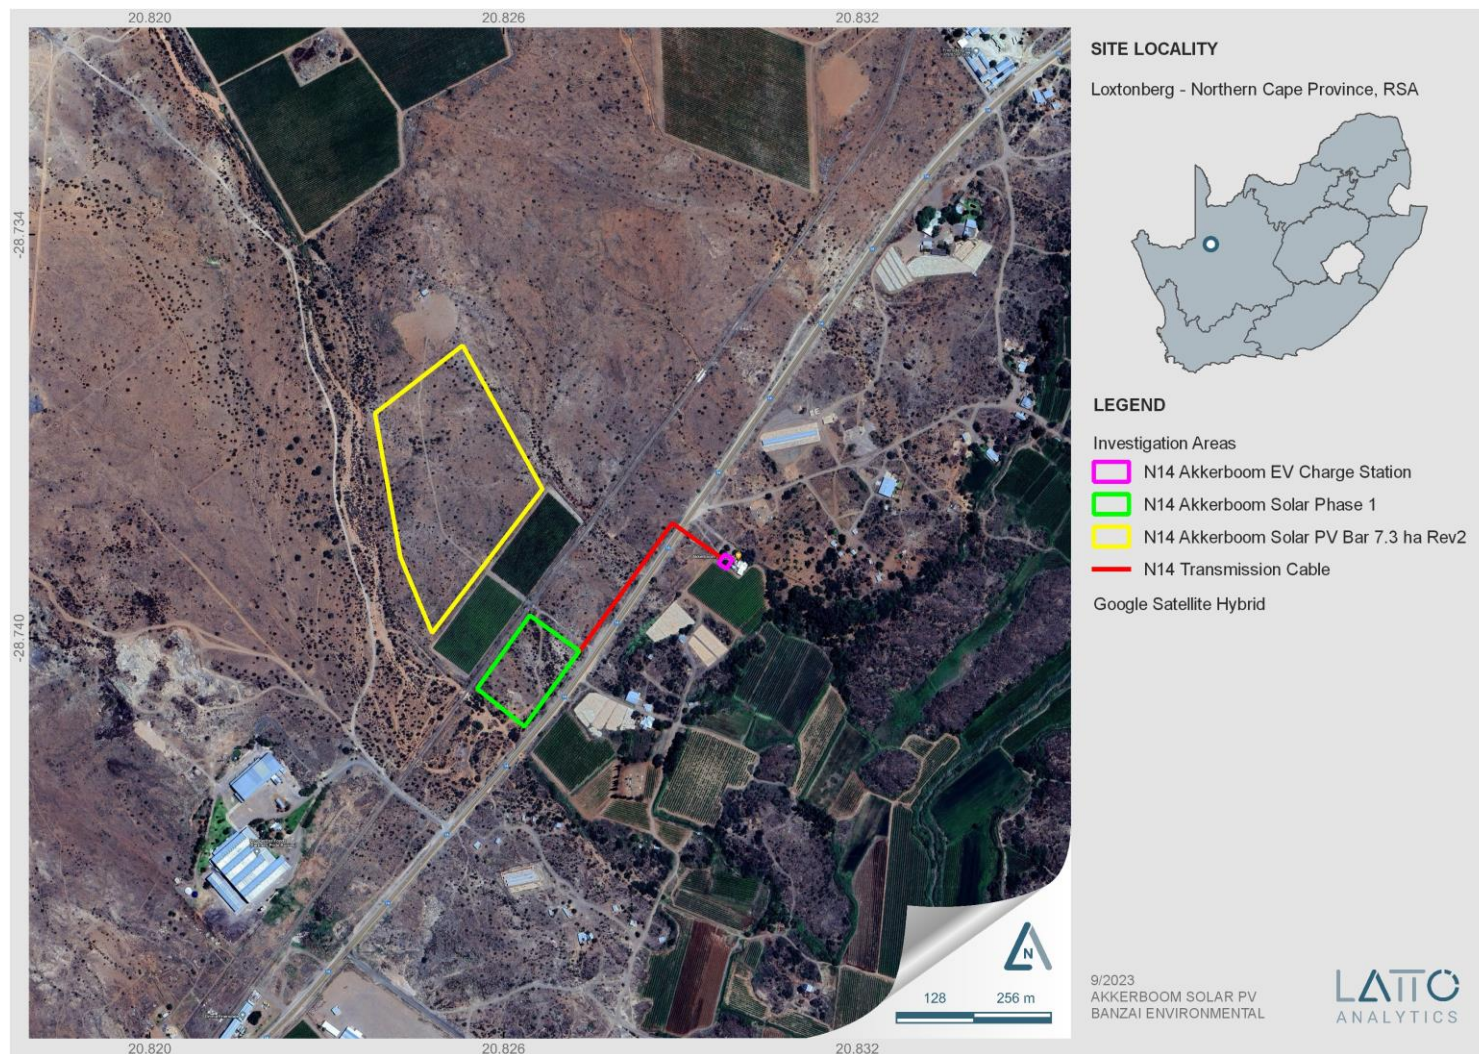 20.820
20.826
20.832
SITE LOCALITY
Loxtonberg - Northern Cape Province, RSA
-28.734
LEGEND
Investigation Areas
N14 Akkerboom EV Charge Station
N14 Akkerboom Solar Phase 1
N14 Akkerboom Solar PV Bar 7.3 ha Rev2
N14 Transmission Cable
Google Satellite Hybrid
-28.740
N
128
256 m
9/2023
AKKERBOOM SOLAR PV
BANZAI ENVIRONMENTAL
LATTO
ANALYTICS
20.820
20.826
20.832